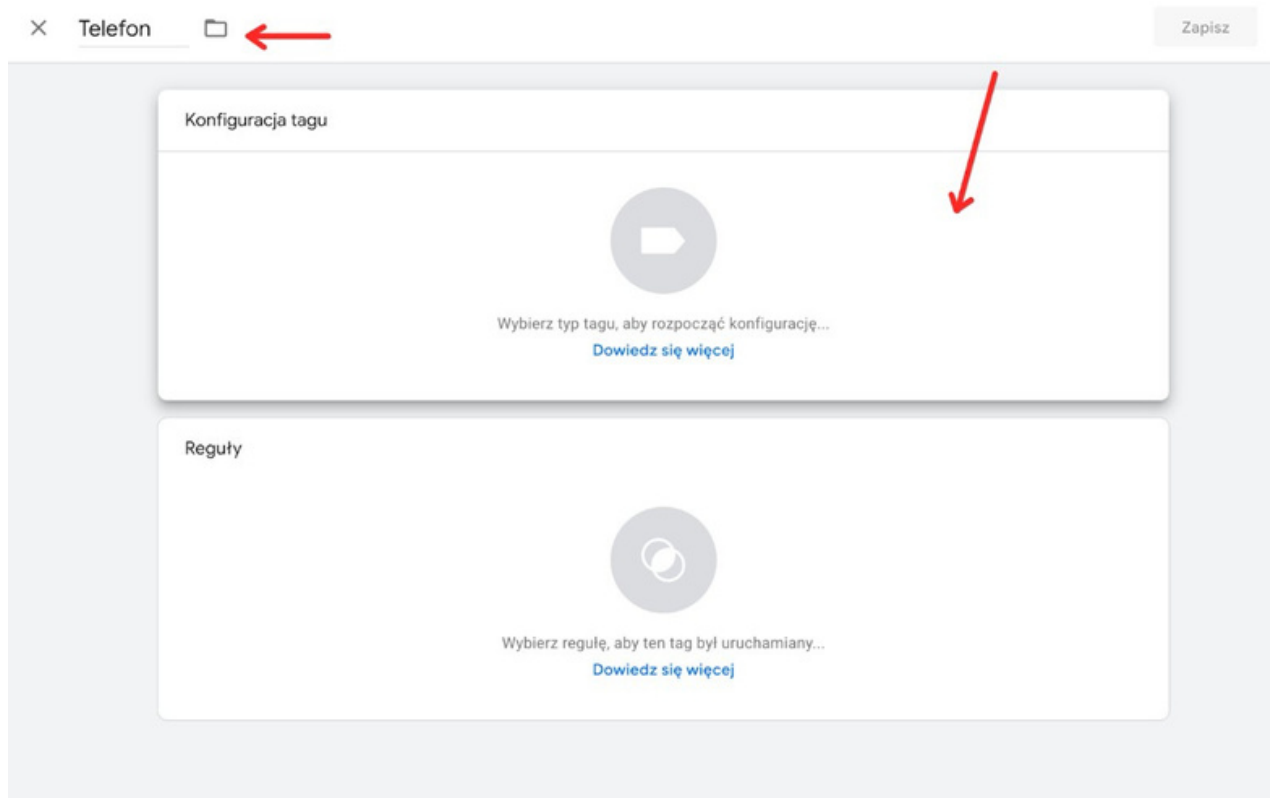 Telefon
Zapisz
Konfiguracja tagu
Wybierz typ tagu, aby rozpocząć konfigurację...
Dowiedz się więcej
Reguły
Wybierz regułę, aby ten tag był uruchamiany...
Dowiedz się więcej